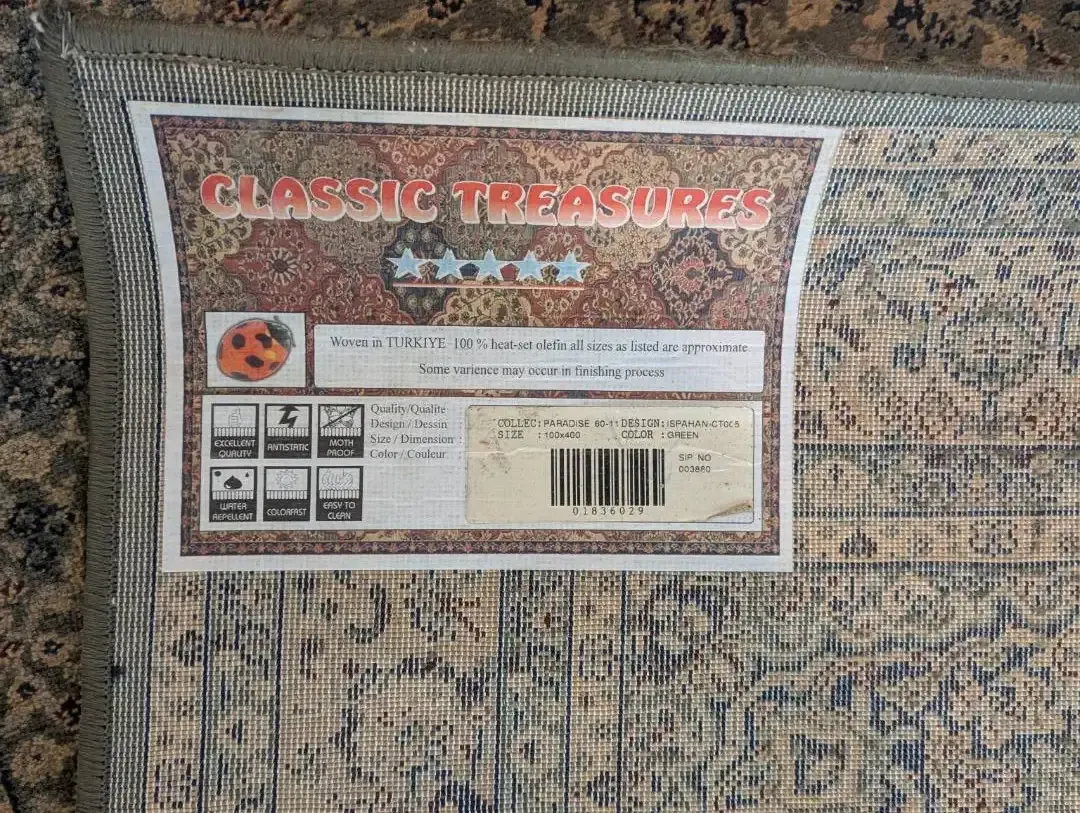 CLASSIC TREASURES
Woven in TURKIYE 100 % heat-set olefin all sizes as listed are approximate
Some varience may occur in finishing process
EXCELLENT QUALITY
ANTISTATIC
MOTH PROOF
WATER REPELLENT
COLORFAST
EASY TO CLEAN
Quality/Qualite
Design / Dessin
Size / Dimension :
Color / Couleur
COLLEC: PARADISE 60-11 DESIGN: ISPAHAN-CT005
SIZE : 100x400 COLOR : GREEN
SIP NO
003880
01836029